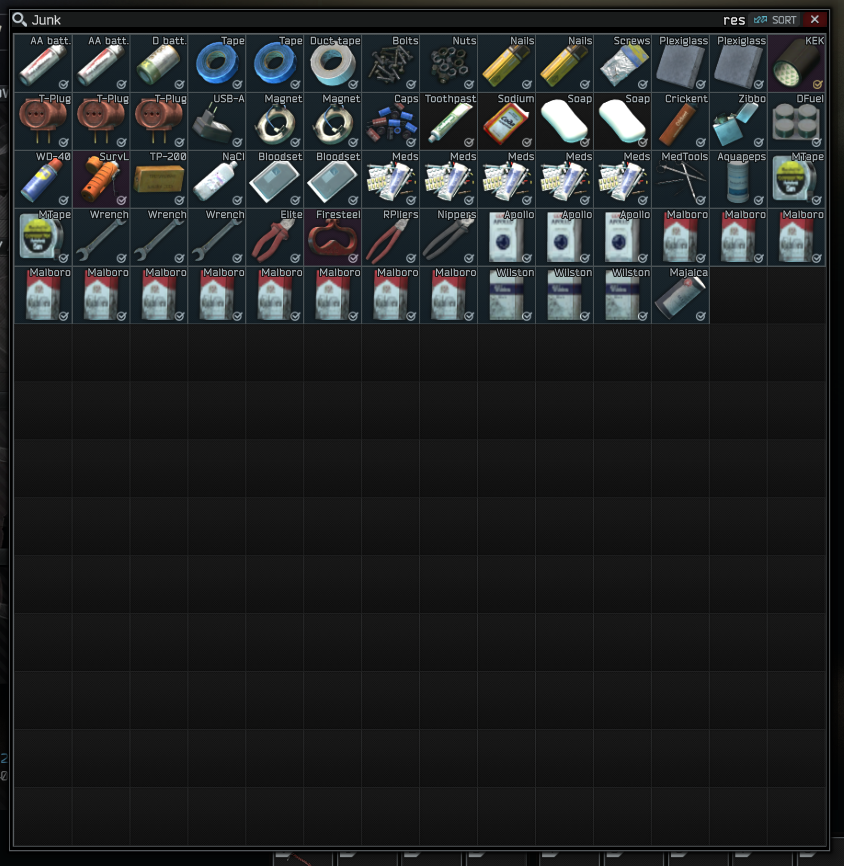 Junk res SORT
AA batt. AA batt. D batt. Tape Tape Duct tape Bolts Nuts Nails Nails Screws Plexiglass Plexiglass KEK
T-Plug T-Plug T-Plug USB-A Magnet Magnet Caps Toothpast Sodium Soap Soap Crickent Zibbo DFuel
WD-40 SurvL TP-200 NaCl Bloodset Bloodset Meds Meds Meds Meds Meds MedTools Aquapeps MTape
MTape Wrench Wrench Wrench Elite Firesteel RPliers Nippers Apollo Apollo Apollo Malboro Malboro Malboro
Malboro Malboro Malboro Malboro Malboro Malboro Malboro Malboro Wilston Wilston Wilston Majaica